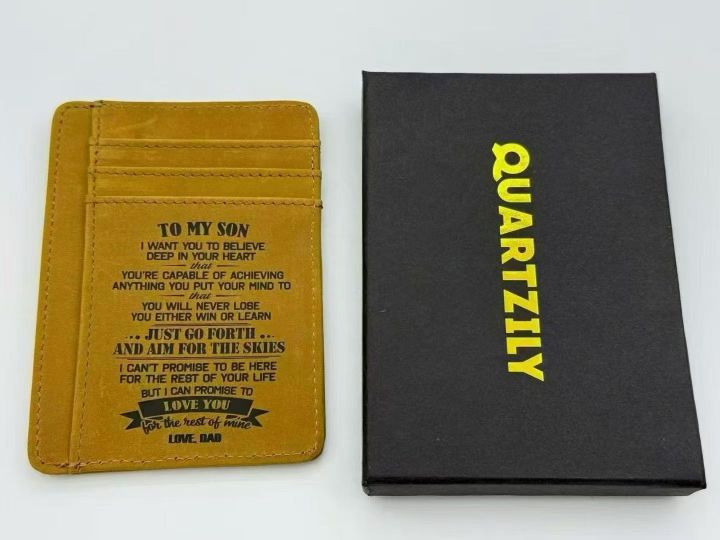 TO MY SON
I WANT YOU TO BELIEVE
DEEP IN YOUR HEART
that
YOU'RE CAPABLE OF ACHIEVING
ANYTHING YOU PUT YOUR MIND TO
that
YOU WILL NEVER LOSE
YOU EITHER WIN OR LEARN
JUST GO FORTH
AND AIM FOR THE SKIES
I CAN'T PROMISE TO BE HERE
FOR THE REST OF YOUR LIFE
BUT I CAN PROMISE TO
LOVE YOU
for the rest of mine
LOVE, DAD
QUARTZILY